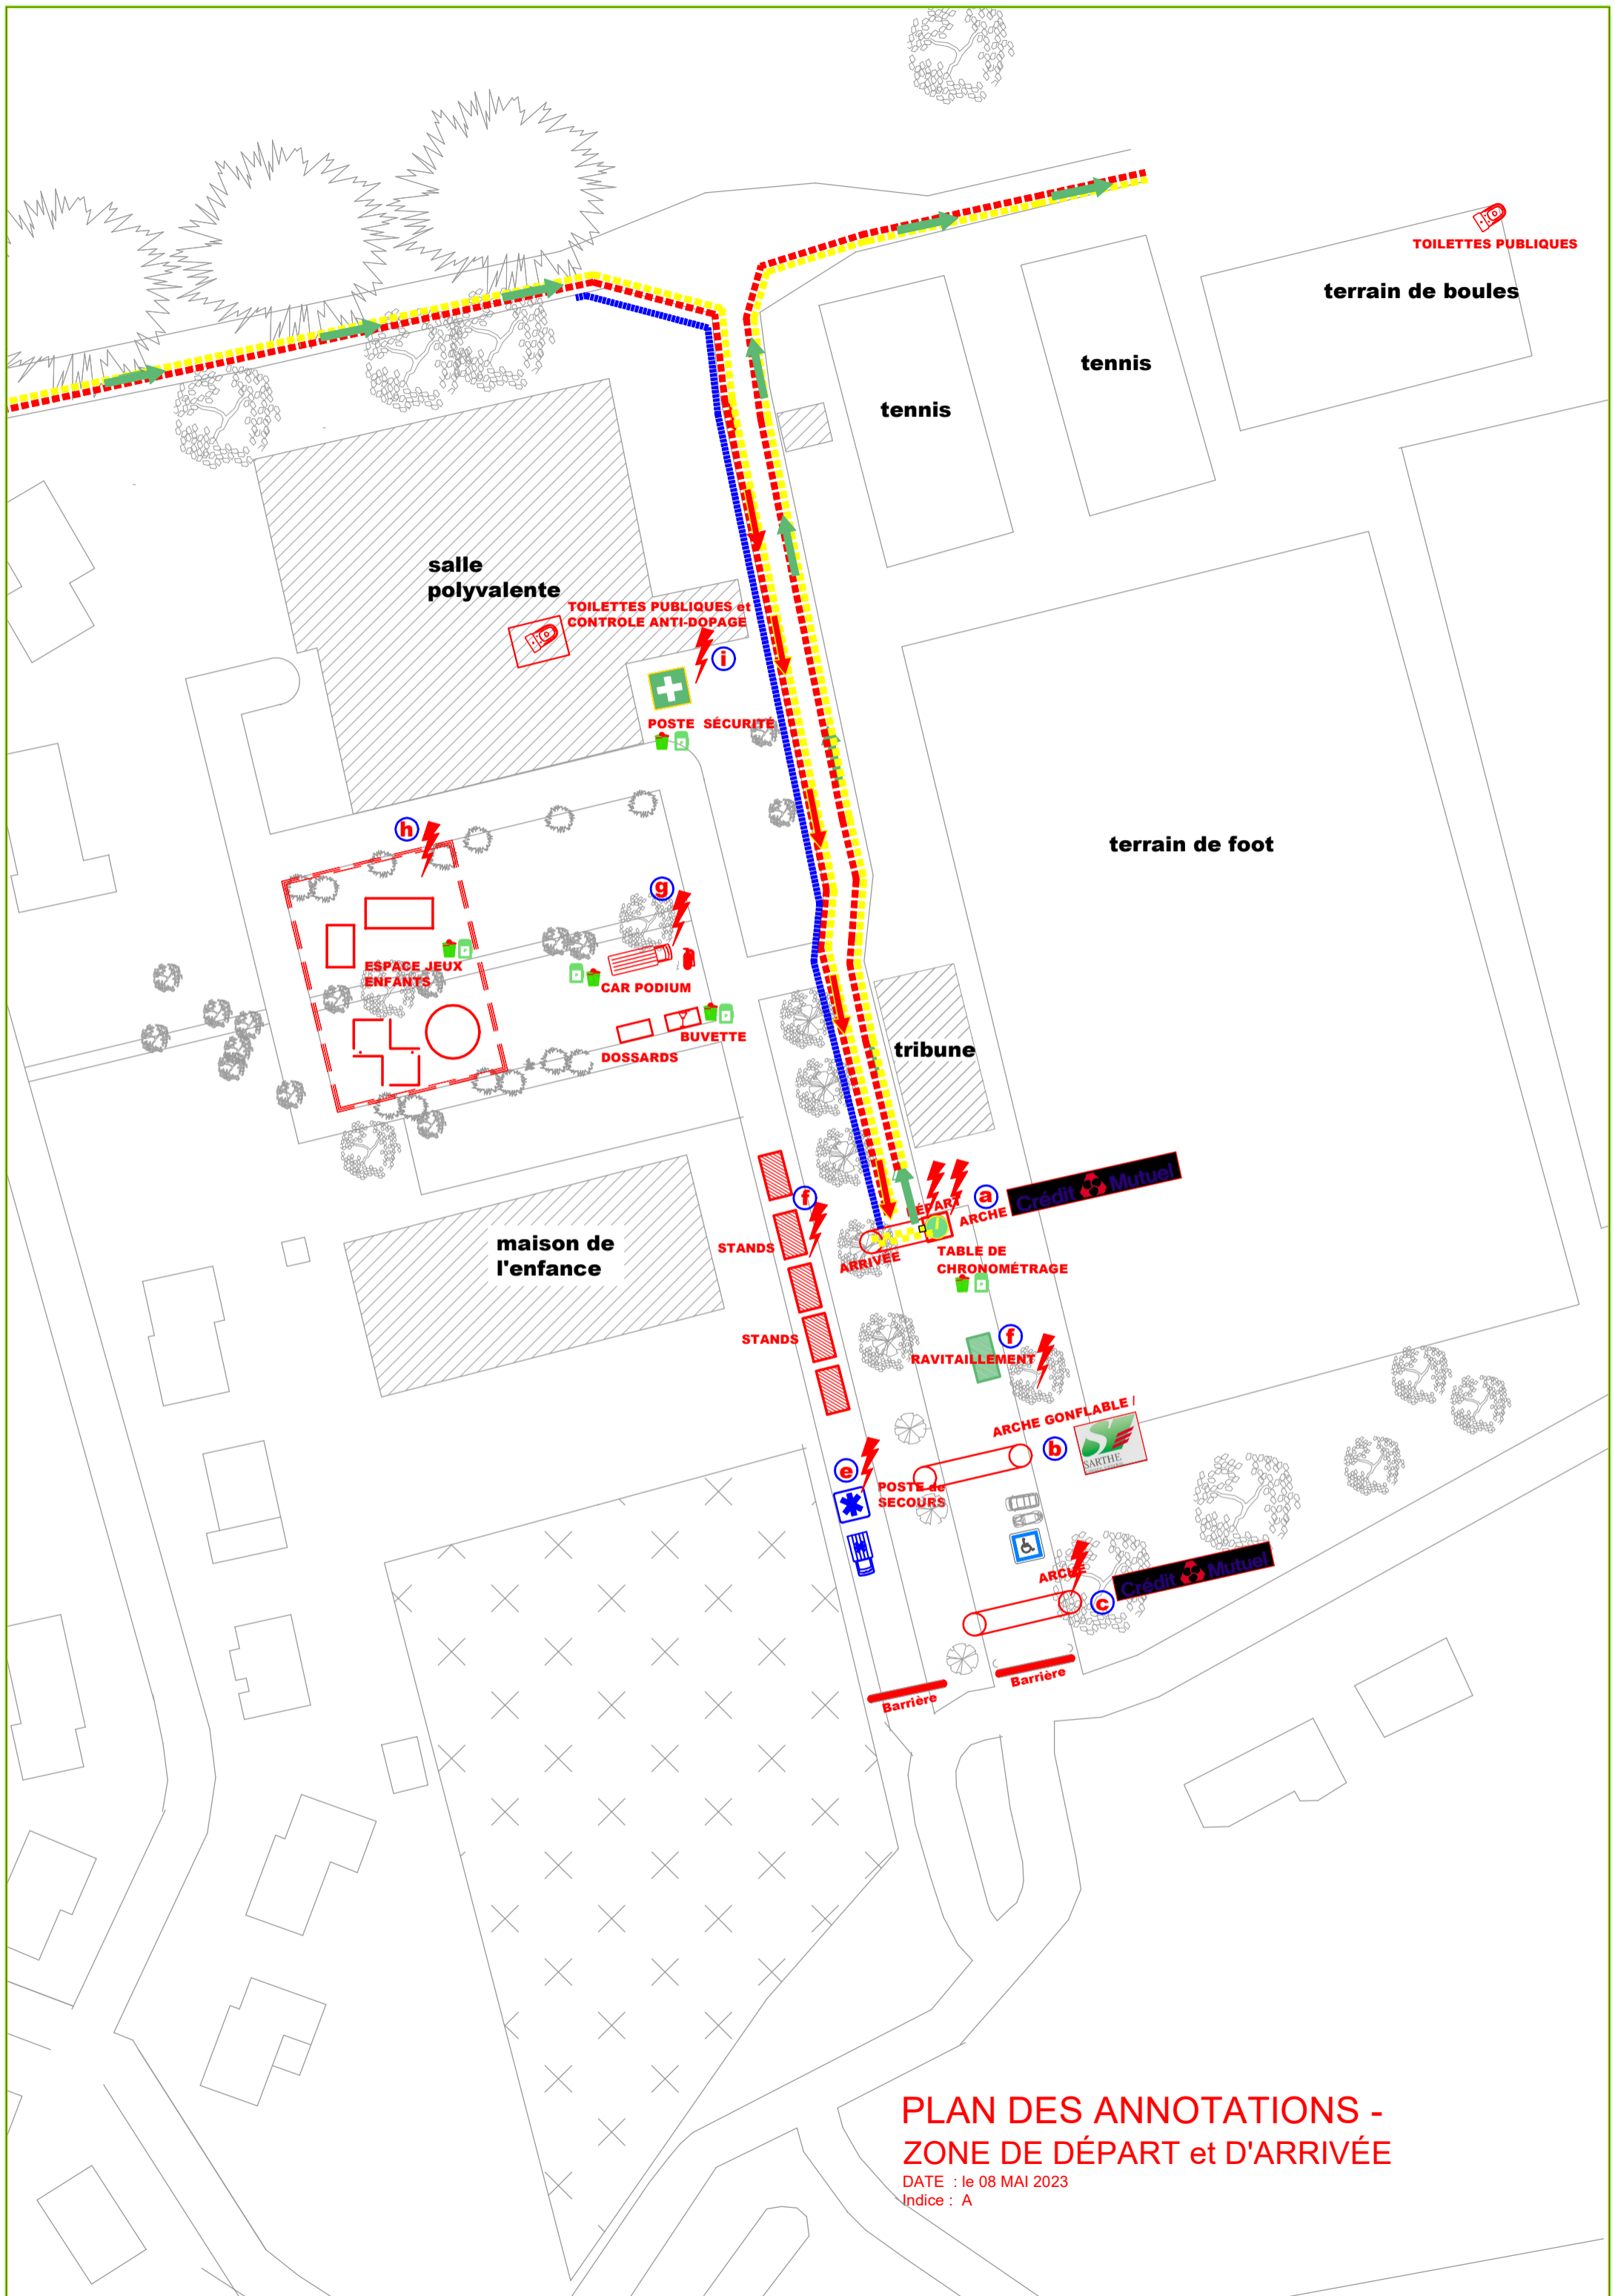 TOILETTES PUBLIQUES
terrain de boules
tennis
tennis
salle
polyvalente
TOILETTES PUBLIQUES et
CONTROLE ANTI-DOPAGE
i
POSTE SÉCURITÉ
h
terrain de foot
g
ESPACE JEUX
ENFANTS
CAR PODIUM
BUVETTE
DOSSARDS
tribune
f
a
Crédit Mutuel
DÉPART
ARCHE
STANDS
ARRIVÉE
TABLE DE
CHRONOMÉTRAGE
maison de
l'enfance
STANDS
f
RAVITAILLEMENT
ARCHE GONFLABLE /
b
SARTHE
e
POSTE de
SECOURS
ARCHE
Crédit Mutuel
c
Barrière
Barrière
PLAN DES ANNOTATIONS -
ZONE DE DÉPART et D'ARRIVÉE
DATE : le 08 MAI 2023
Indice : A